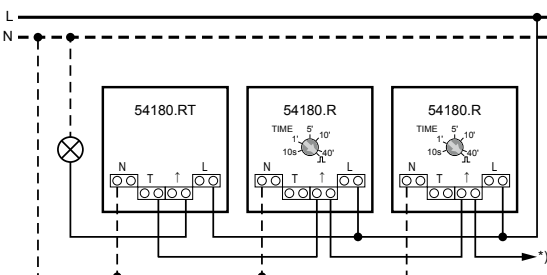 L
N
54180.RT
54180.R
54180.R
TIME 5'
1' 10'
10s 40'
TIME 5'
1' 10'
10s 40'
N T ↑ L
N T ↑ L
N T ↑ L
*)